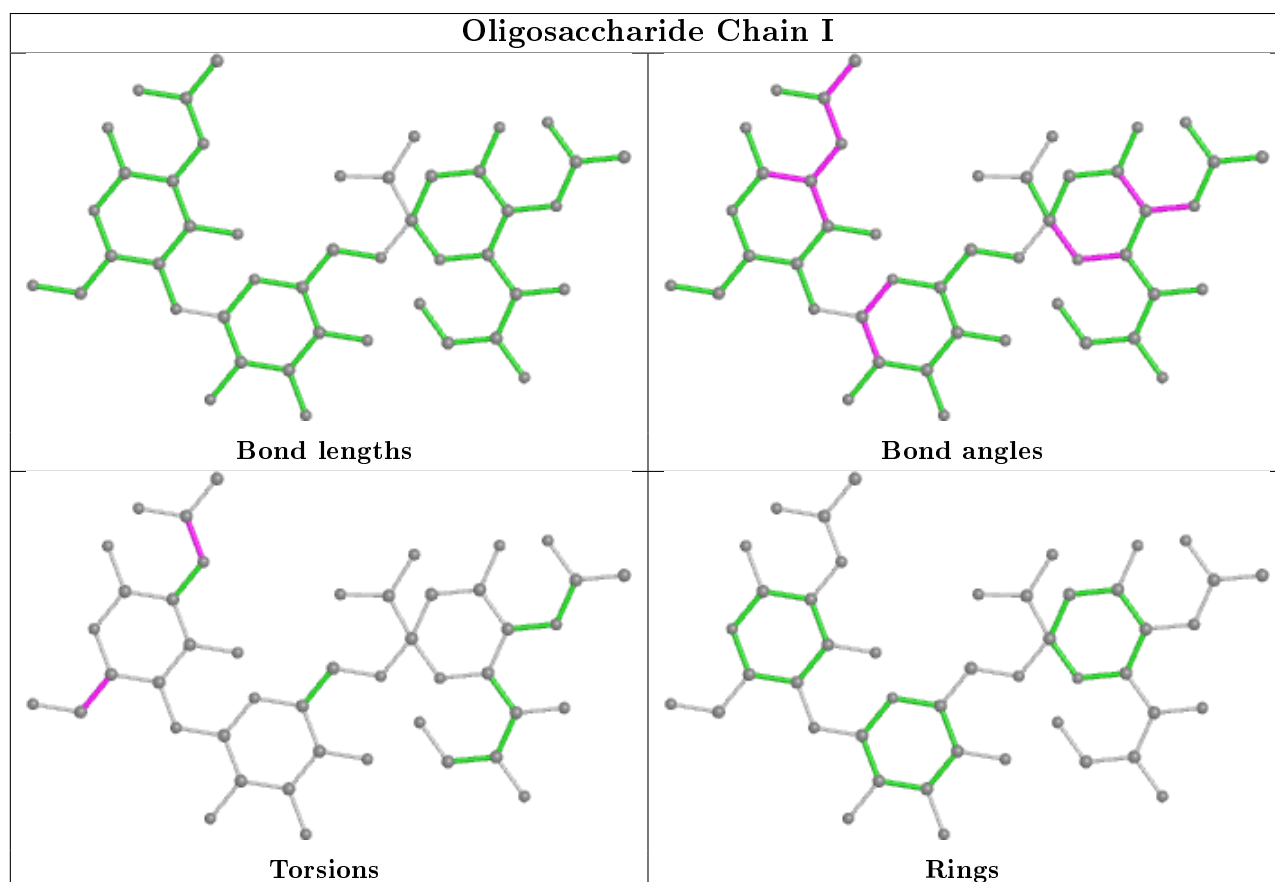 Oligosaccharide Chain I
Bond lengths
Bond angles
Torsions
Rings